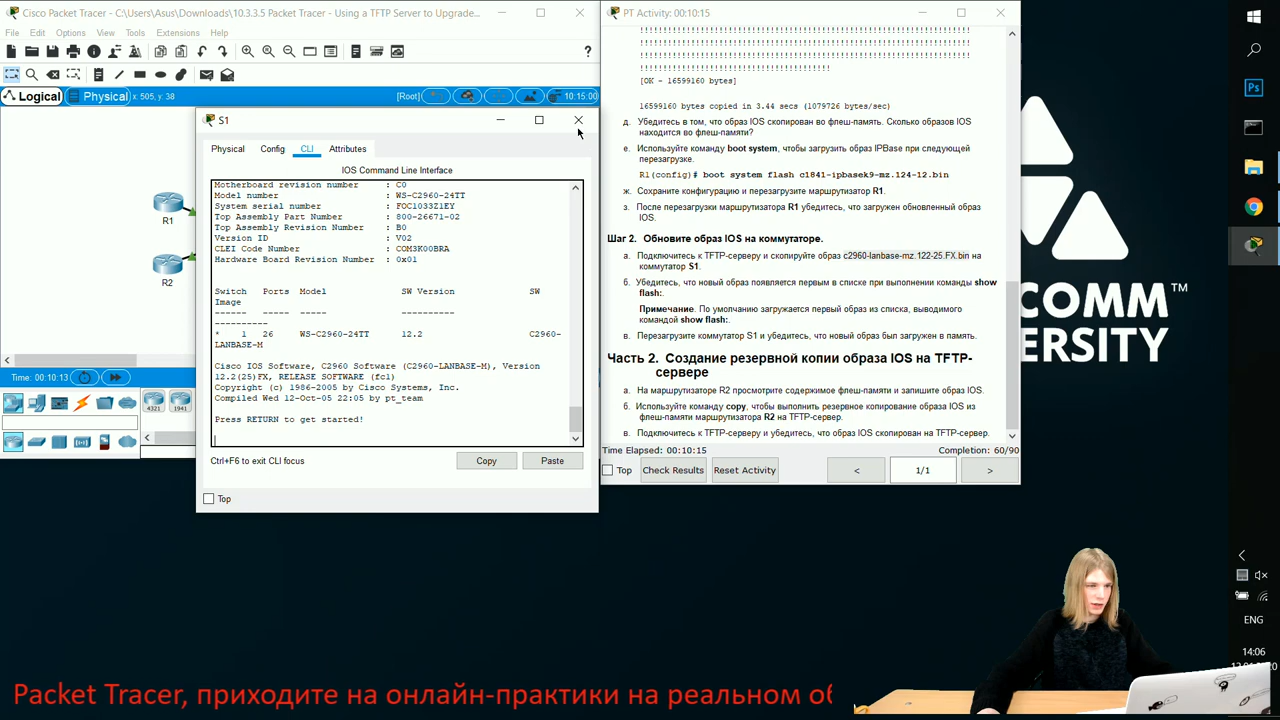 Cisco Packet Tracer - C:\Users\Asus\Downloads\10.3.3.5 Packet Tracer - Using a TFTP Server to Upgrade...
File Edit Options View Tools Extensions Help
Logical Physical x: 505, y: 38 [Root] 10:15:00
R1
R2
Time: 00:10:13
4321 1941
S1
Physical Config CLI Attributes
IOS Command Line Interface
Motherboard revision number : C0
Model number : WS-C2960-24TT
System serial number : FOC1033Z1EY
Top Assembly Part Number : 800-26671-02
Top Assembly Revision Number : B0
Version ID : V02
CLEI Code Number : COM3K00BRA
Hardware Board Revision Number : 0x01
Switch Ports Model SW Version SW
Image
------ ----- ----- ----------
----------
* 1 26 WS-C2960-24TT 12.2 C2960-
LANBASE-M
Cisco IOS Software, C2960 Software (C2960-LANBASE-M), Version
12.2(25)FX, RELEASE SOFTWARE (fc1)
Copyright (c) 1986-2005 by Cisco Systems, Inc.
Compiled Wed 12-Oct-05 22:05 by pt_team
Press RETURN to get started!
Ctrl+F6 to exit CLI focus Copy Paste
Top
PT Activity: 00:10:15
[OK - 16599160 bytes]
16599160 bytes copied in 3.44 secs (1079726 bytes/sec)
д. Убедитесь в том, что образ IOS скопирован во флеш-память. Сколько образов IOS
находится во флеш-памяти?
е. Используйте команду boot system, чтобы загрузить образ IPBase при следующей
перезагрузке.
R1(config)# boot system flash c1841-ipbasek9-mz.124-12.bin
ж. Сохраните конфигурацию и перезагрузите маршрутизатор R1.
з. После перезагрузки маршрутизатора R1 убедитесь, что загружен обновленный образ
IOS.
Шаг 2. Обновите образ IOS на коммутаторе.
а. Подключитесь к TFTP-серверу и скопируйте образ c2960-lanbase-mz.122-25.FX.bin на
коммутатор S1.
б. Убедитесь, что новый образ появляется первым в списке при выполнении команды show
flash:.
Примечание. По умолчанию загружается первый образ из списка, выводимого
командой show flash:.
в. Перезагрузите коммутатор S1 и убедитесь, что новый образ был загружен в память.
Часть 2. Создание резервной копии образа IOS на TFTP-
сервере
а. На маршрутизаторе R2 просмотрите содержимое флеш-памяти и запишите образ IOS.
б. Используйте команду copy, чтобы выполнить резервное копирование образа IOS из
флеш-памяти маршрутизатора R2 на TFTP-сервер.
в. Подключитесь к TFTP-серверу и убедитесь, что образ IOS скопирован на TFTP-сервер.
Time Elapsed: 00:10:15 Completion: 60/90
Top Check Results Reset Activity < 1/1 >
COMM
ERSITY
TM
Ps
ENG
14:06
Packet Tracer, приходите на онлайн-практики на реальном об